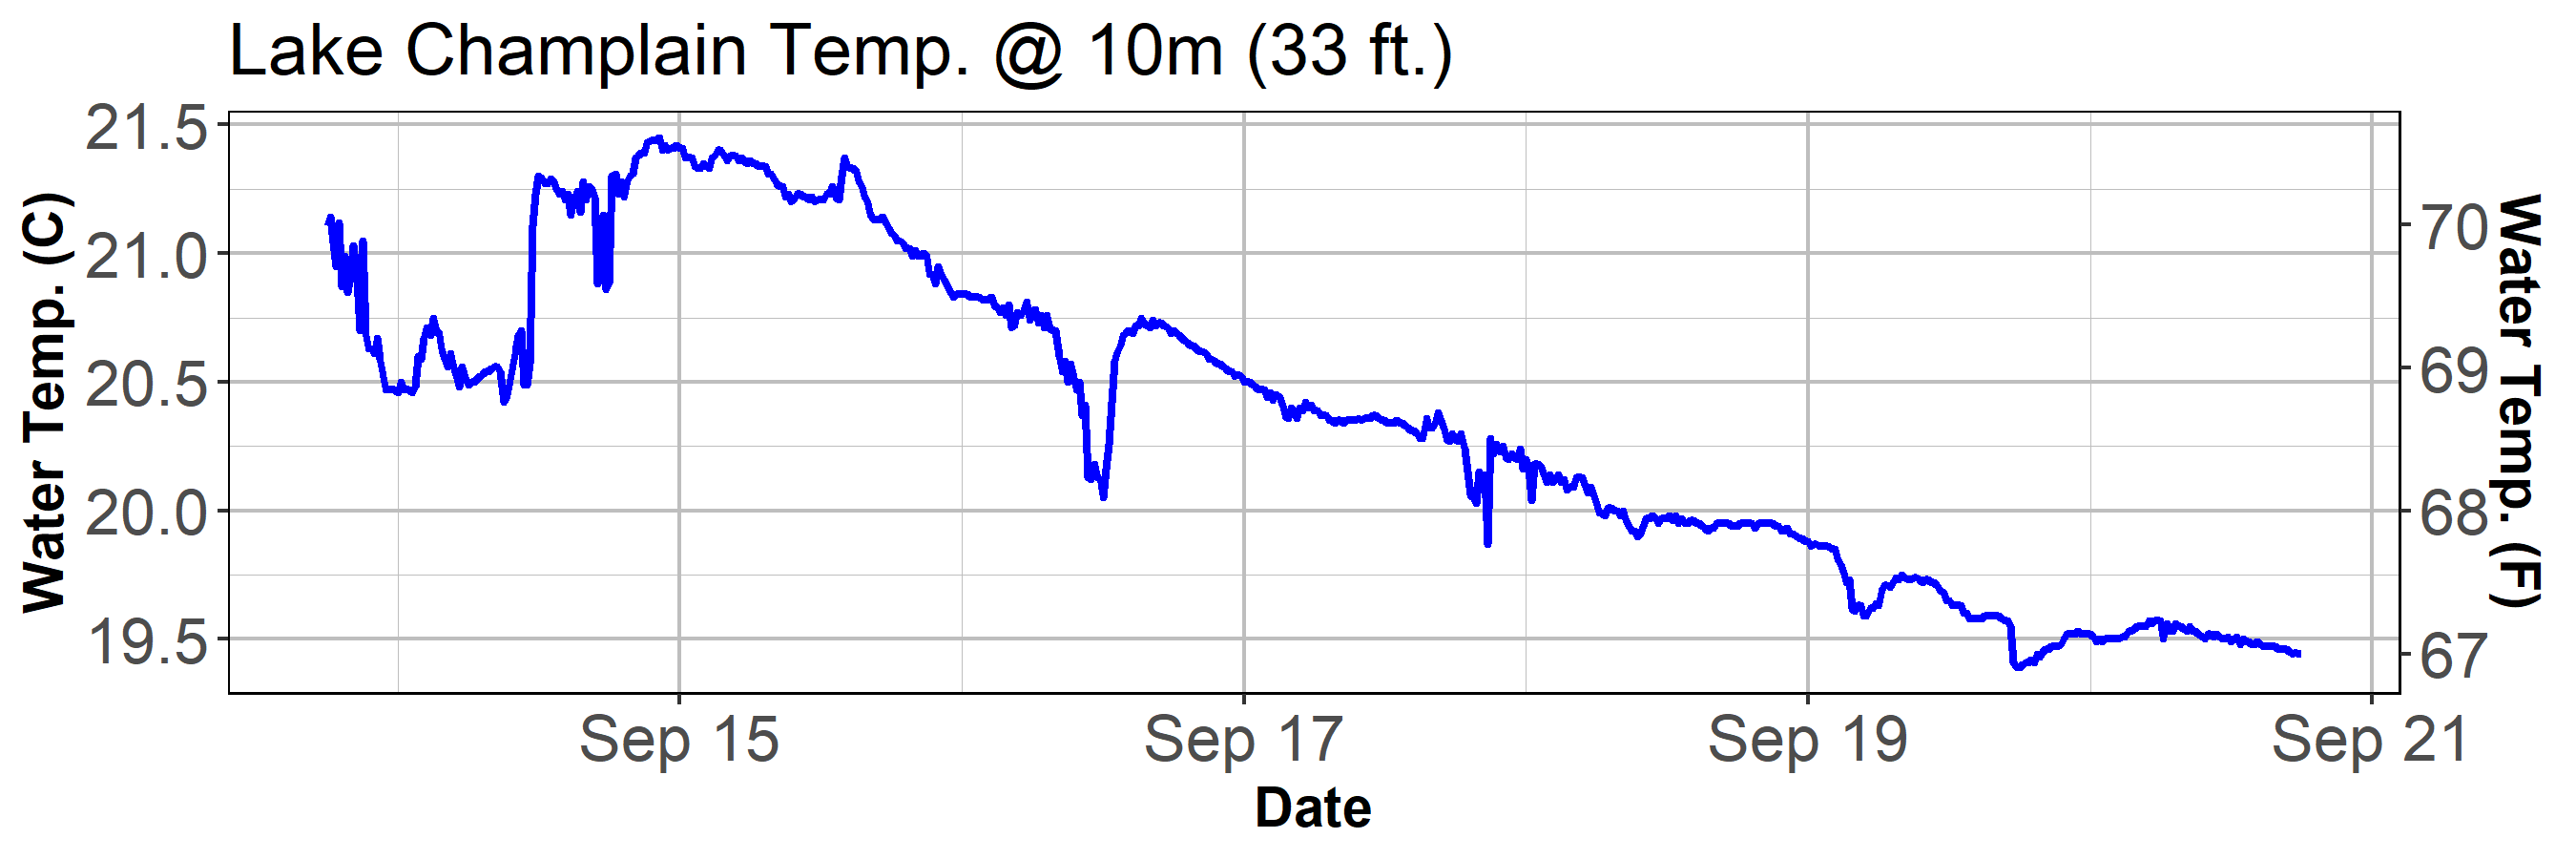 Lake Champlain Temp. @ 10m (33 ft.)
Water Temp. (C)
21.5
21.0
20.5
20.0
19.5
70
69
68
67
Water Temp. (F)
Sep 15 Sep 17 Sep 19 Sep 21
Date